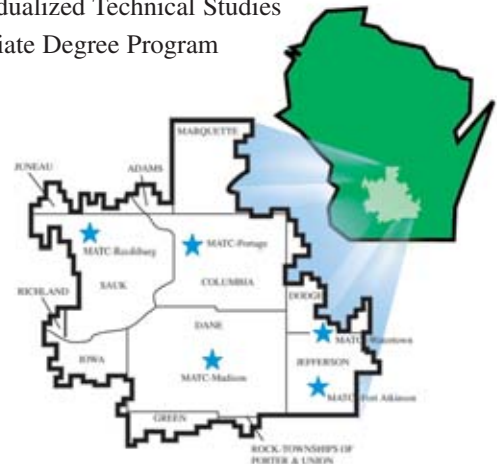 dualized Technical Studies
iate Degree Program
MARQUETTE
JUNEAU
ADAMS
MATC-Reedsburg
MATC-Portage
SAUK
COLUMBIA
RICHLAND
DODGE
DANE
MATC-Watertown
IOWA
JEFFERSON
MATC-Madison
MATC-Fort Atkinson
GREEN
ROCK-TOWNSHIPS OF
PORTER & UNION